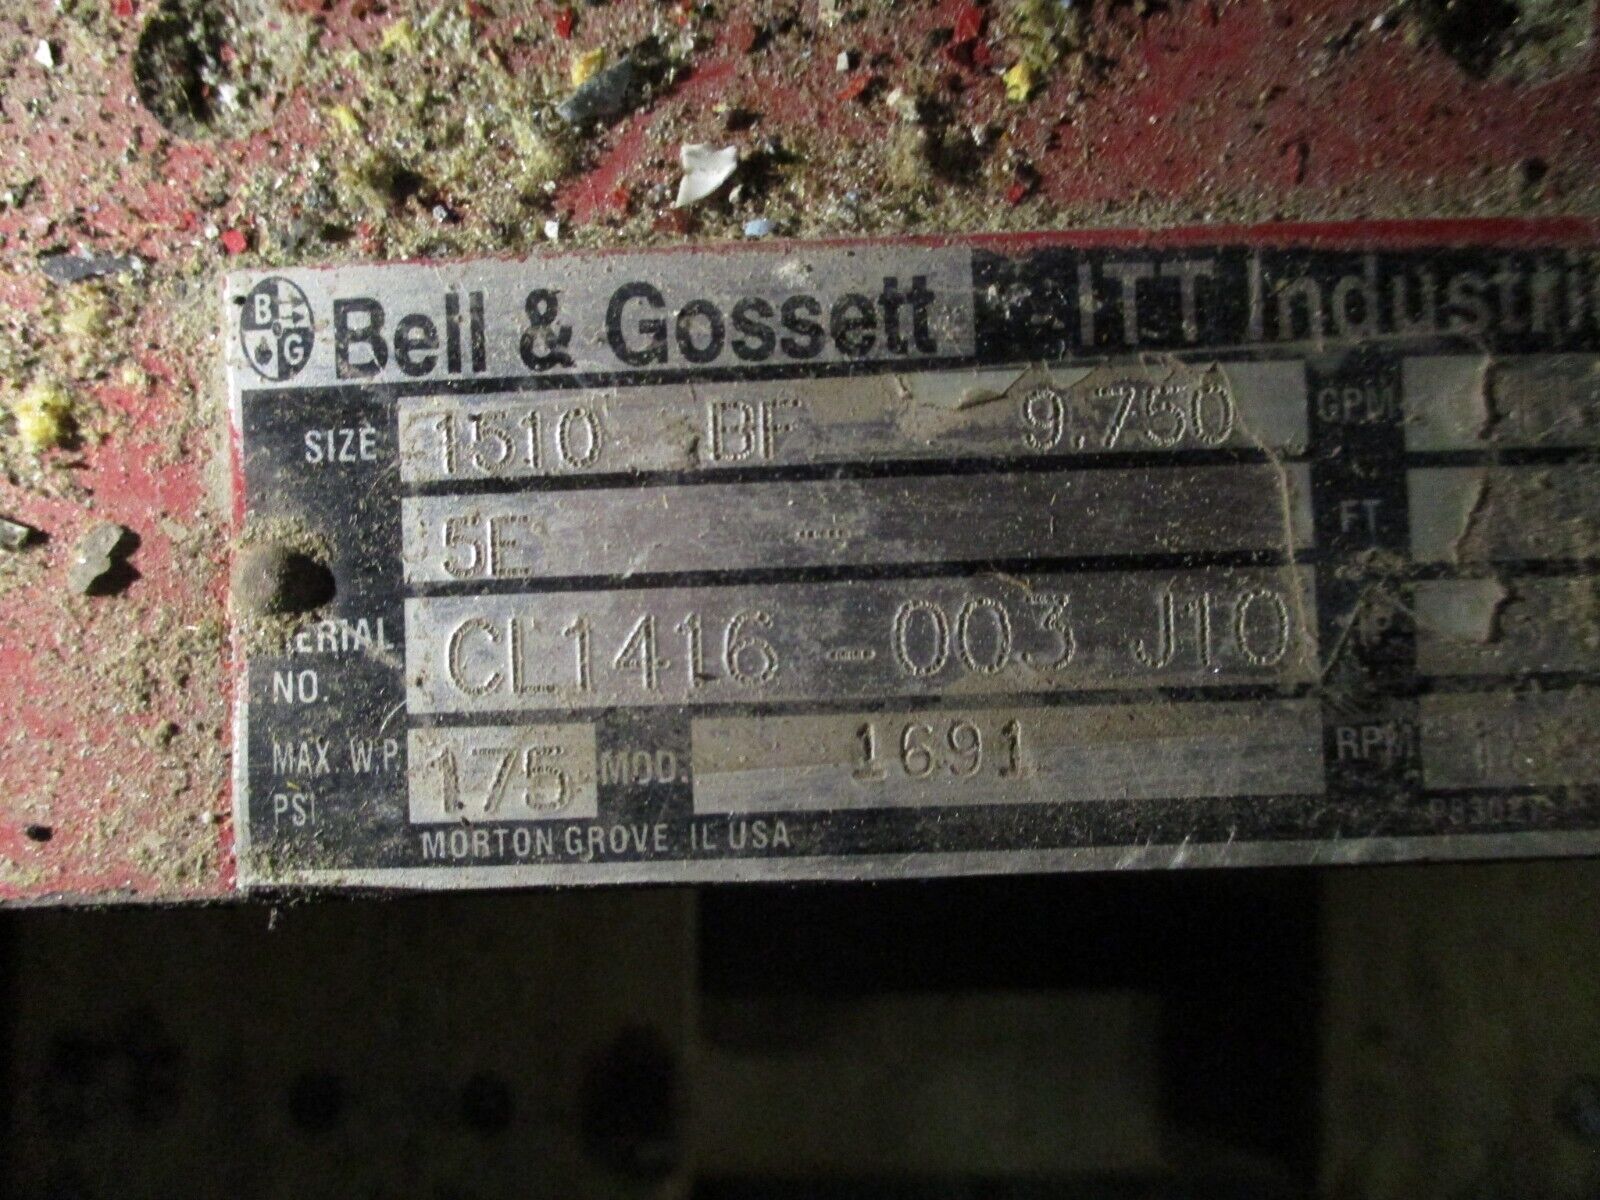 B G Bell & Gossett ITT Industri
SIZE 1510 BF 9.750 GPM
5E - FT
SERIAL NO. CL1416-003 J10
MAX. W.P. PSI 175 MOD. 1691 RPM
MORTON GROVE, IL USA